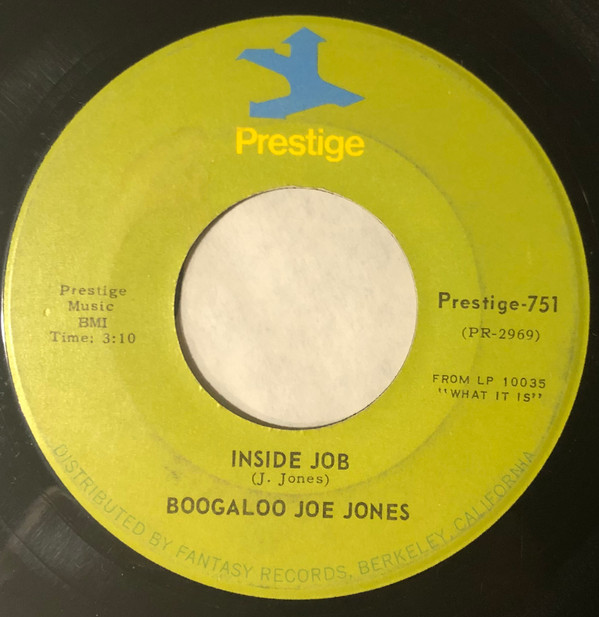 Prestige
Prestige
Music
BMI
Time: 3:10
Prestige-751
(PR-2969)
FROM LP 10035
"WHAT IT IS"
INSIDE JOB
(J. Jones)
BOOGALOO JOE JONES
DISTRIBUTED BY FANTASY RECORDS, BERKELEY, CALIFORNIA